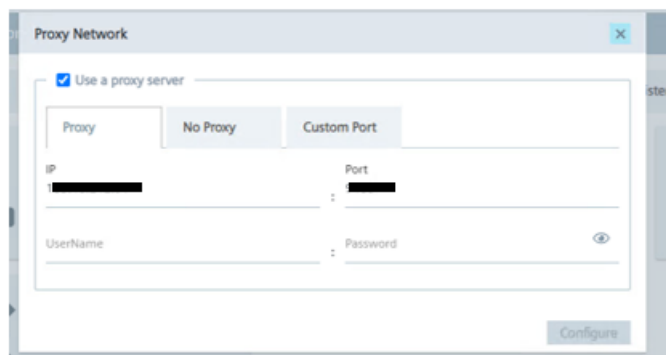 Proxy Network
Use a proxy server
Proxy No Proxy Custom Port
IP Port
:
UserName : Password
Configure